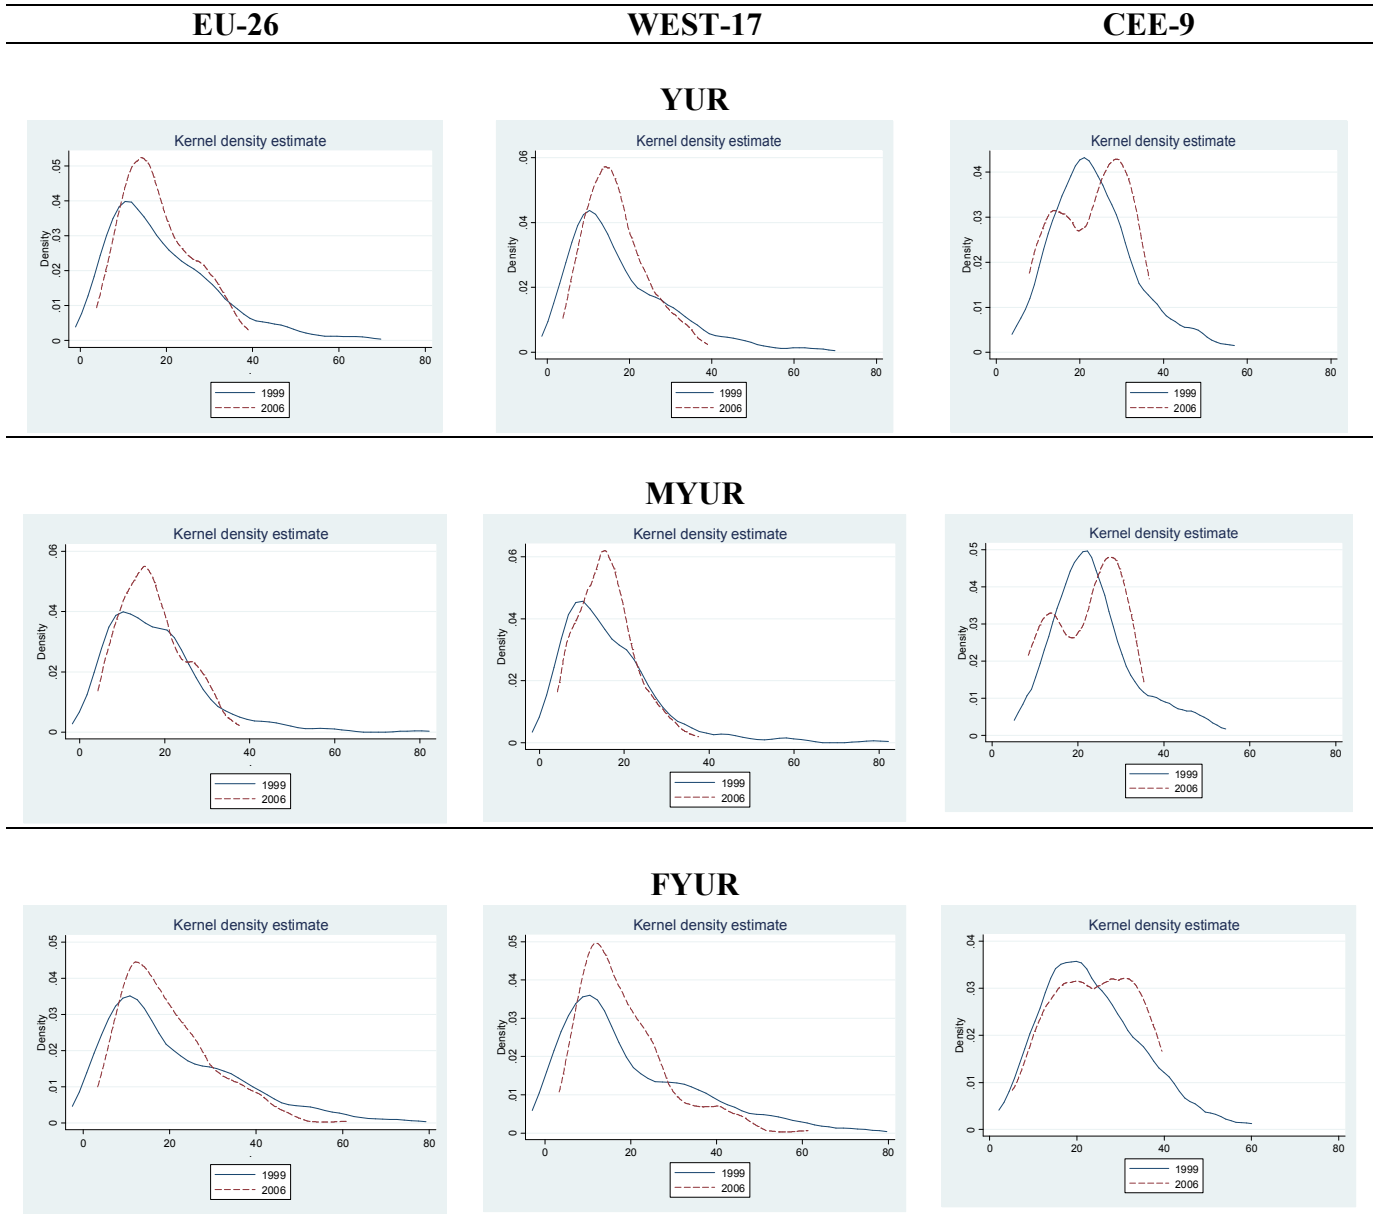 EU-26 WEST-17 CEE-9
YUR
Kernel density estimate
Density
0 .01 .02 .03 .04 .05
0 20 40 60 80
.
1999
2006
Kernel density estimate
Density
0 .02 .04 .06
0 20 40 60 80
1999
2006
Kernel density estimate
Density
0 .01 .02 .03 .04
0 20 40 60 80
1999
2006
MYUR
Kernel density estimate
Density
0 .02 .04 .06
0 20 40 60 80
.
1999
2006
Kernel density estimate
Density
0 .02 .04 .06
0 20 40 60 80
1999
2006
Kernel density estimate
Density
0 .01 .02 .03 .04 .05
0 20 40 60 80
1999
2006
FYUR
Kernel density estimate
Density
0 .01 .02 .03 .04 .05
0 20 40 60 80
.
1999
2006
Kernel density estimate
Density
0 .01 .02 .03 .04 .05
0 20 40 60 80
1999
2006
Kernel density estimate
Density
0 .01 .02 .03 .04
0 20 40 60 80
1999
2006